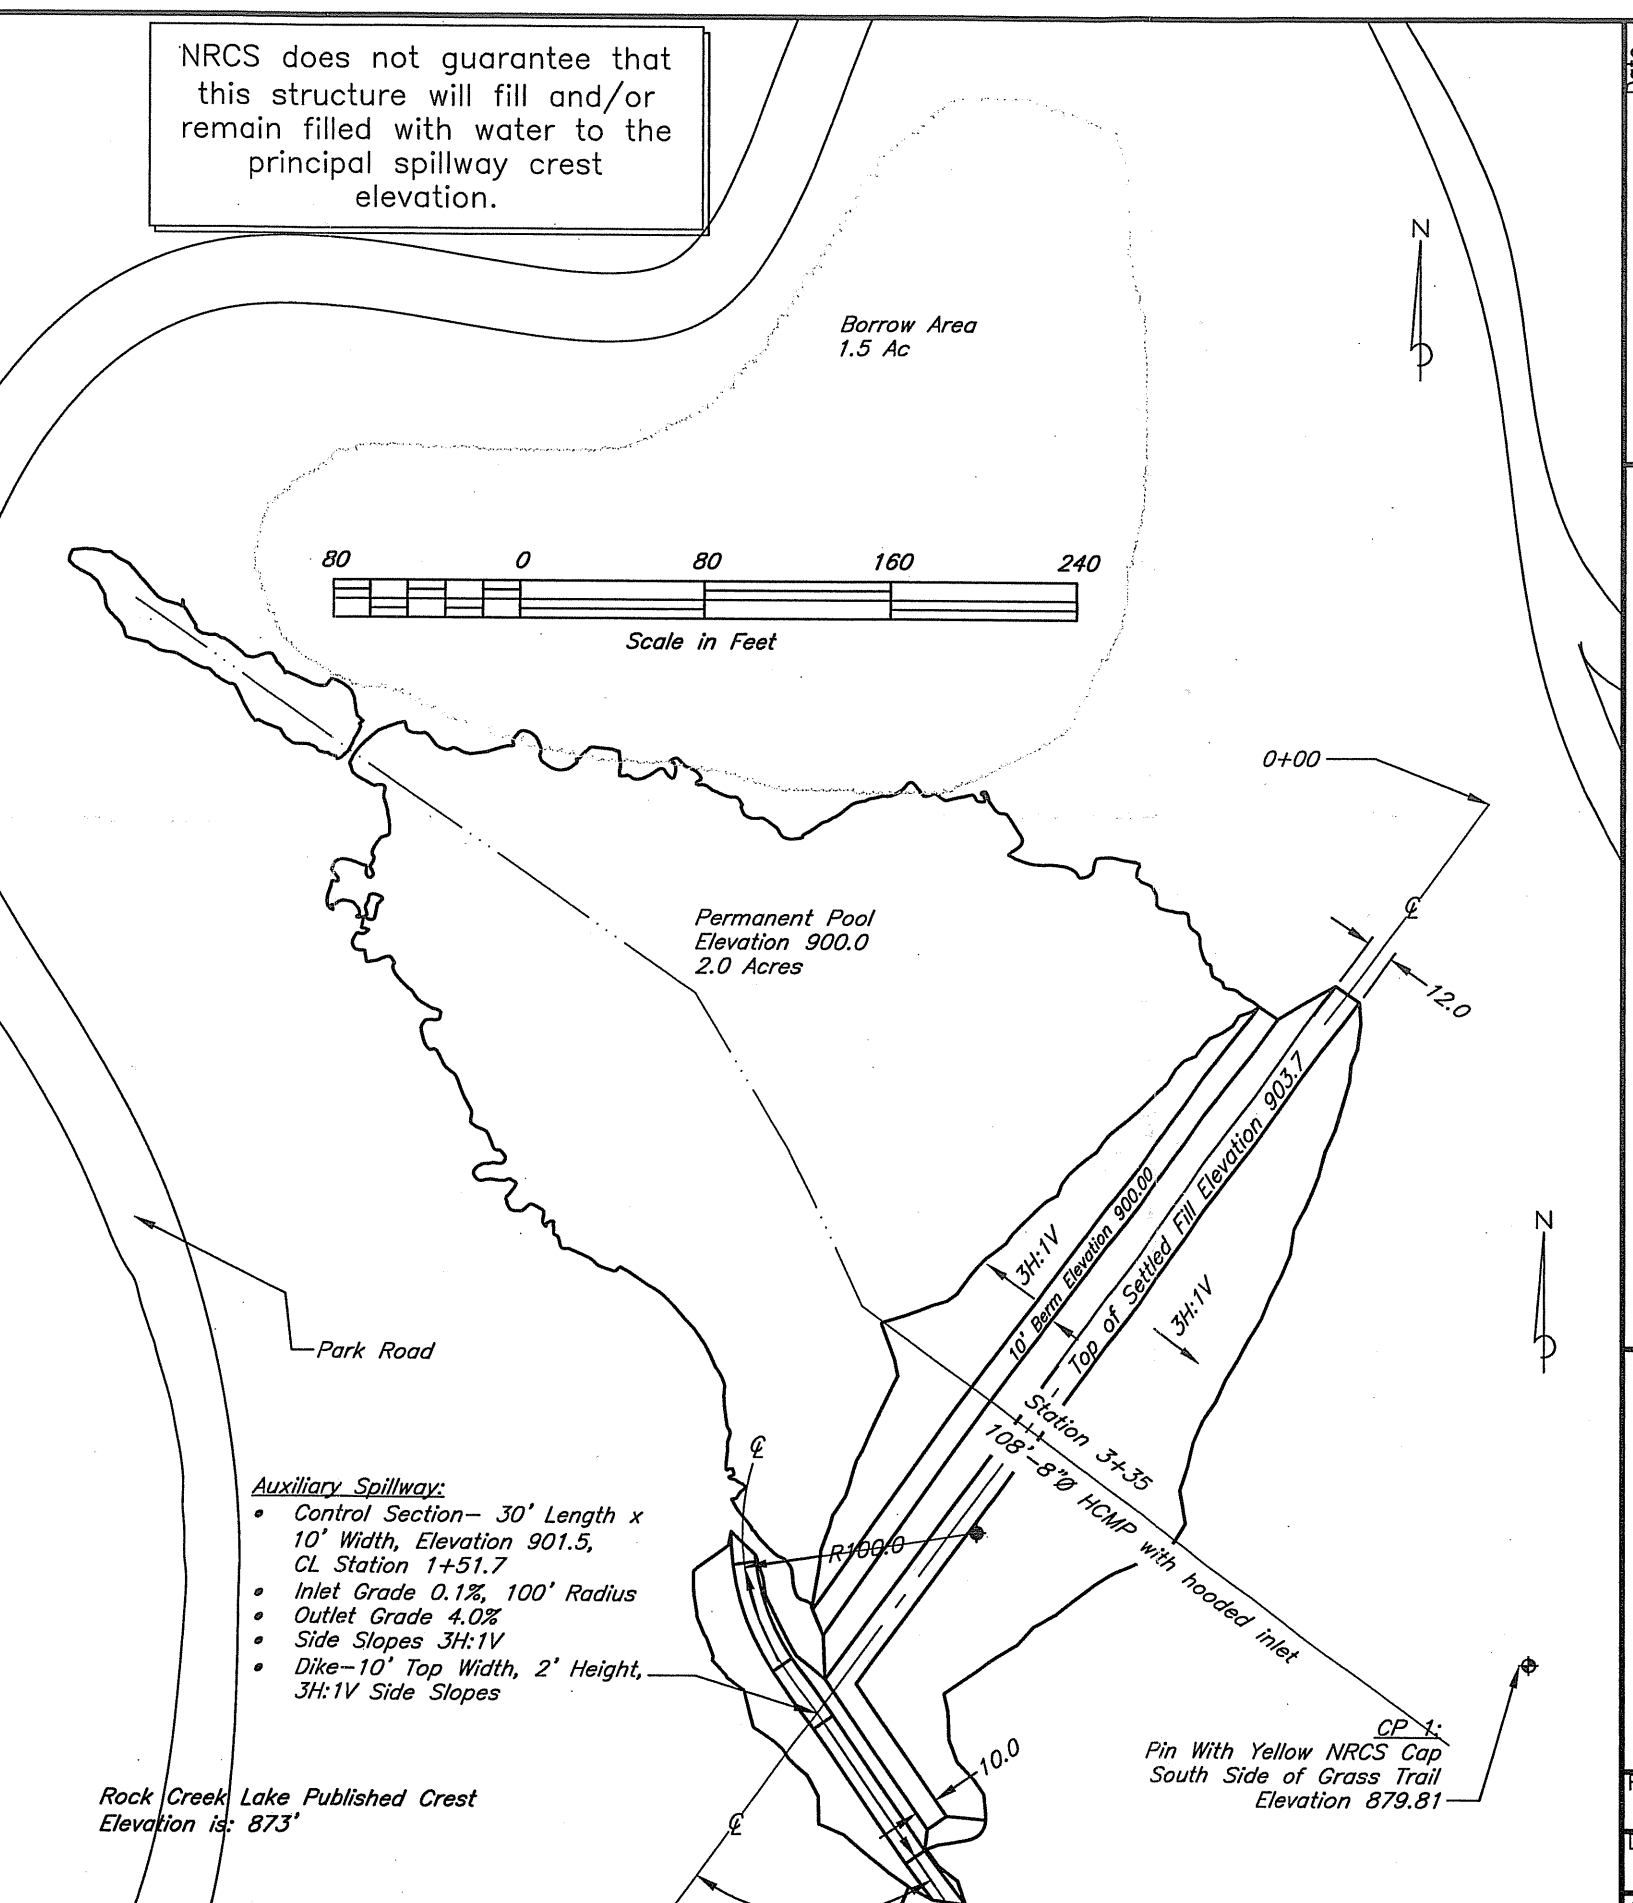 NRCS does not guarantee that
this structure will fill and/or
remain filled with water to the
principal spillway crest
elevation.
N
Borrow Area
1.5 Ac
80 0 80 160 240
Scale in Feet
0+00
℄
12.0
Permanent Pool
Elevation 900.0
2.0 Acres
Top of Settled Fill Elevation 903.7
10' Berm Elevation 900.00
3H:1V
3H:1V
N
Park Road
Station 3+35
108'-8"Ø HCMP with hooded inlet
℄
R100.0
Auxiliary Spillway:
• Control Section- 30' Length x
10' Width, Elevation 901.5,
CL Station 1+51.7
• Inlet Grade 0.1%, 100' Radius
• Outlet Grade 4.0%
• Side Slopes 3H:1V
• Dike-10' Top Width, 2' Height,
3H:1V Side Slopes
10.0
CP 1:
Pin With Yellow NRCS Cap
South Side of Grass Trail
Elevation 879.81
Rock Creek Lake Published Crest
Elevation is: 873'
℄